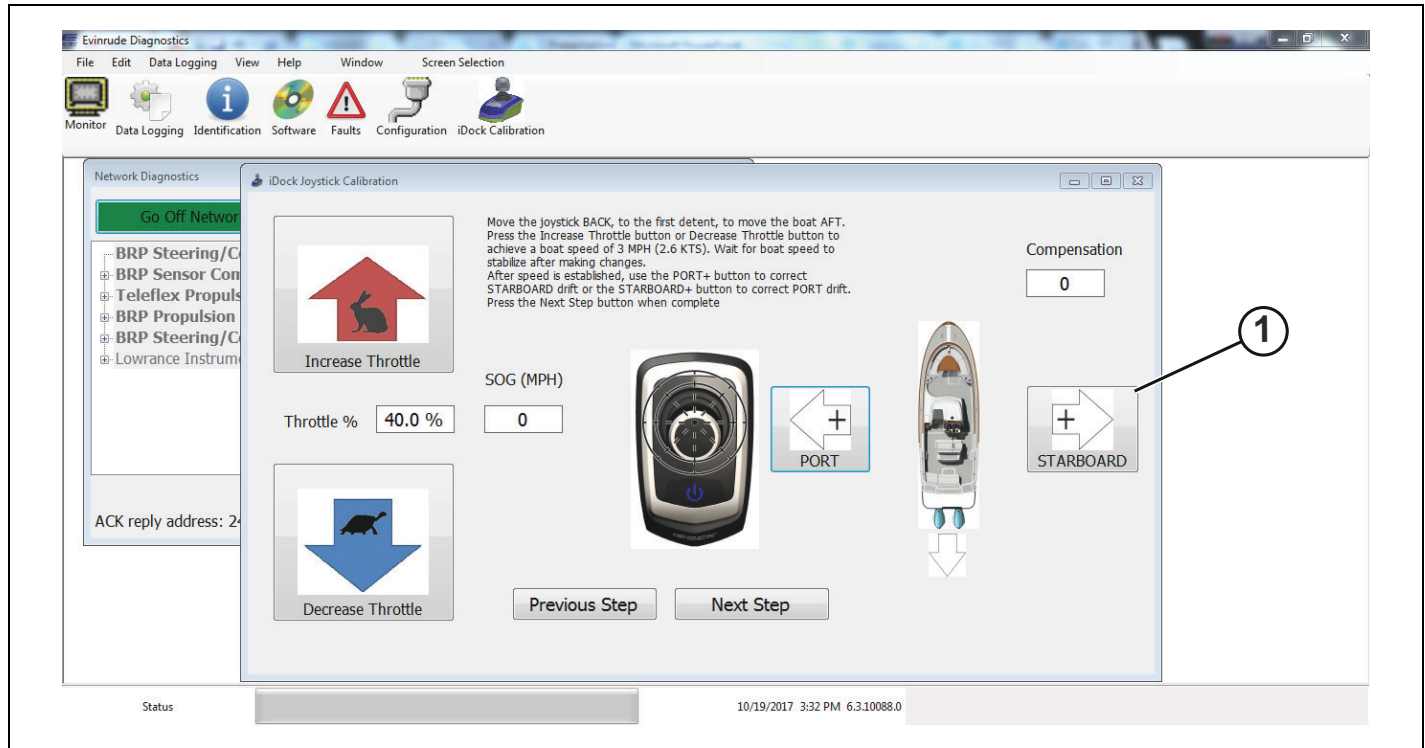 Evinrude Diagnostics
File Edit Data Logging View Help Window Screen Selection
Monitor Data Logging Identification Software Faults Configuration iDock Calibration
Network Diagnostics
Go Off Networ
BRP Steering/C
BRP Sensor Con
Teleflex Propuls
BRP Propulsion
BRP Steering/C
Lowrance Instrum
ACK reply address: 24
iDock Joystick Calibration
Increase Throttle
Throttle % 40.0 %
Decrease Throttle
Move the joystick BACK, to the first detent, to move the boat AFT.
Press the Increase Throttle button or Decrease Throttle button to
achieve a boat speed of 3 MPH (2.6 KTS). Wait for boat speed to
stabilize after making changes.
After speed is established, use the PORT+ button to correct
STARBOARD drift or the STARBOARD+ button to correct PORT drift.
Press the Next Step button when complete
SOG (MPH)
0
+
PORT
Compensation
0
+
STARBOARD
1
Previous Step Next Step
Status 10/19/2017 3:32 PM 6.3.10088.0